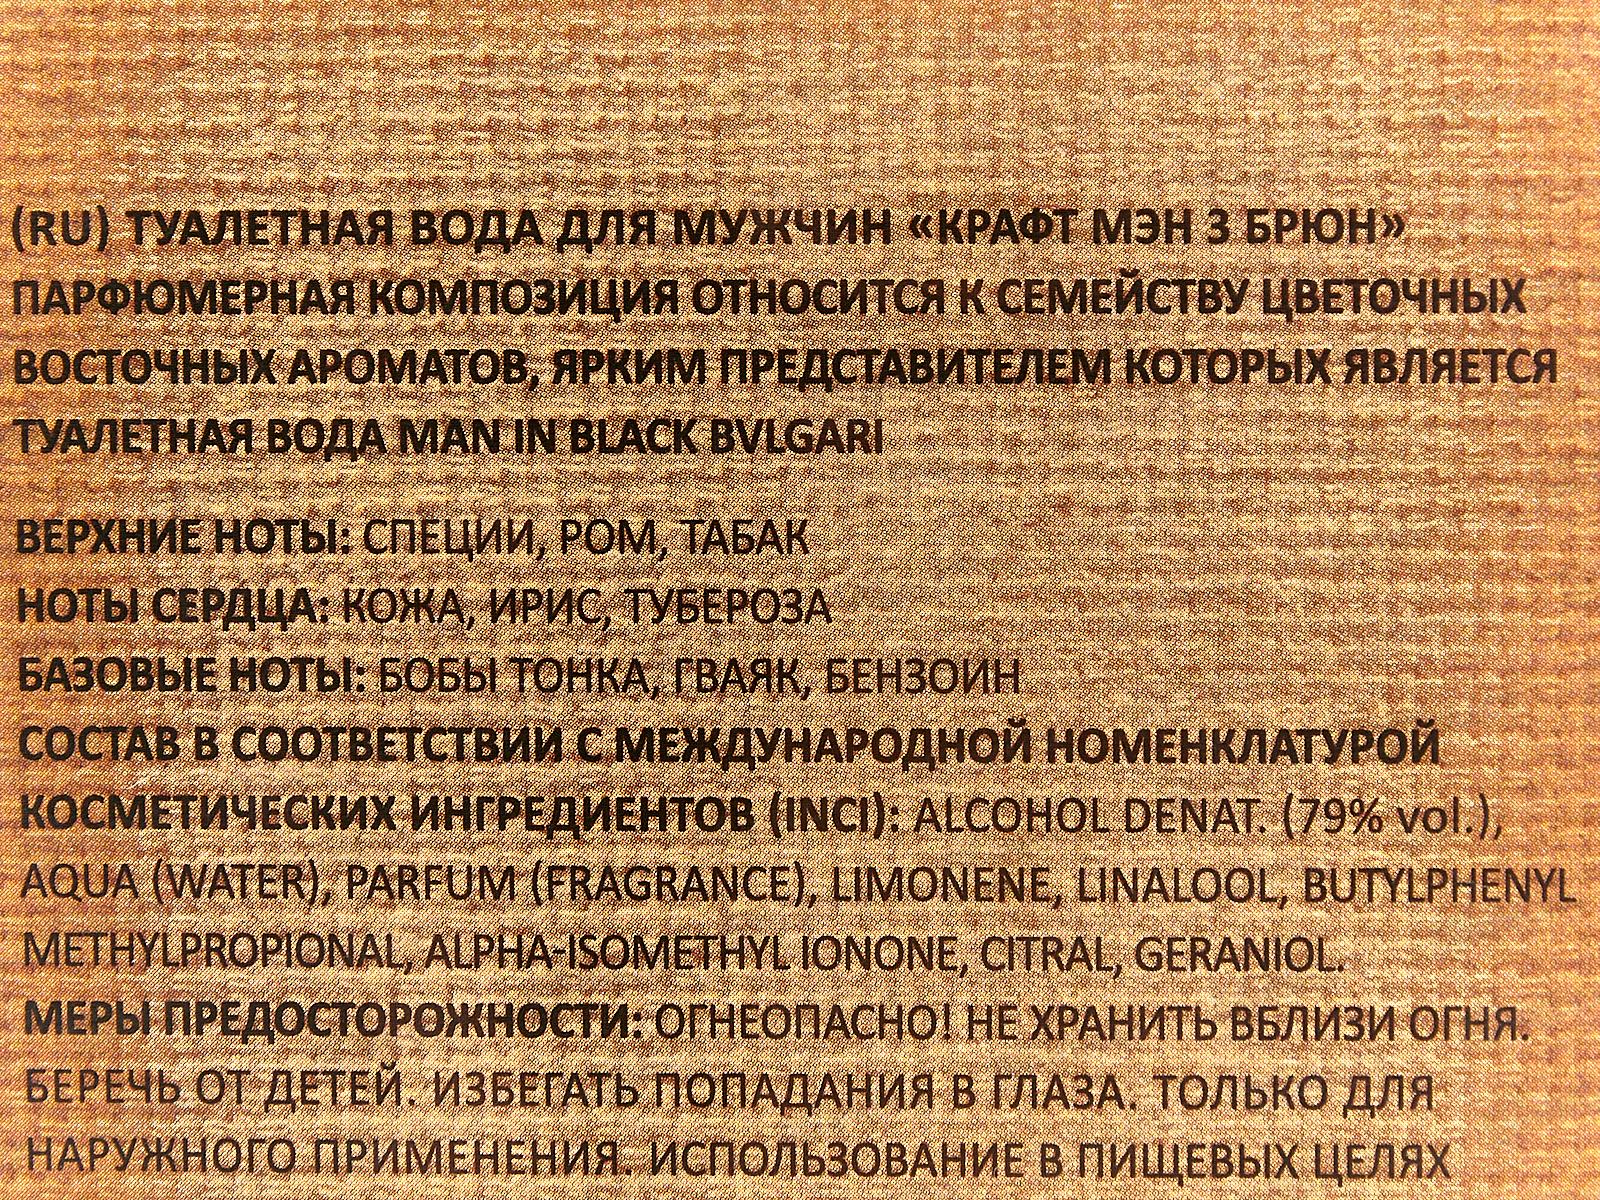 (RU) ТУАЛЕТНАЯ ВОДА ДЛЯ МУЖЧИН «КРАФТ МЭН 3 БРЮН»
ПАРФЮМЕРНАЯ КОМПОЗИЦИЯ ОТНОСИТСЯ К СЕМЕЙСТВУ ЦВЕТОЧНЫХ
ВОСТОЧНЫХ АРОМАТОВ, ЯРКИМ ПРЕДСТАВИТЕЛЕМ КОТОРЫХ ЯВЛЯЕТСЯ
ТУАЛЕТНАЯ ВОДА MAN IN BLACK BVLGARI
ВЕРХНИЕ НОТЫ: СПЕЦИИ, РОМ, ТАБАК
НОТЫ СЕРДЦА: КОЖА, ИРИС, ТУБЕРОЗА
БАЗОВЫЕ НОТЫ: БОБЫ ТОНКА, ГВАЯК, БЕНЗОИН
СОСТАВ В СООТВЕТСТВИИ С МЕЖДУНАРОДНОЙ НОМЕНКЛАТУРОЙ
КОСМЕТИЧЕСКИХ ИНГРЕДИЕНТОВ (INCI): ALCOHOL DENAT. (79% vol.),
AQUA (WATER), PARFUM (FRAGRANCE), LIMONENE, LINALOOL, BUTYLPHENYL
METHYLPROPIONAL, ALPHA-ISOMETHYL IONONE, CITRAL, GERANIOL.
МЕРЫ ПРЕДОСТОРОЖНОСТИ: ОГНЕОПАСНО! НЕ ХРАНИТЬ ВБЛИЗИ ОГНЯ.
БЕРЕЧЬ ОТ ДЕТЕЙ. ИЗБЕГАТЬ ПОПАДАНИЯ В ГЛАЗА. ТОЛЬКО ДЛЯ
НАРУЖНОГО ПРИМЕНЕНИЯ. ИСПОЛЬЗОВАНИЕ В ПИЩЕВЫХ ЦЕЛЯХ